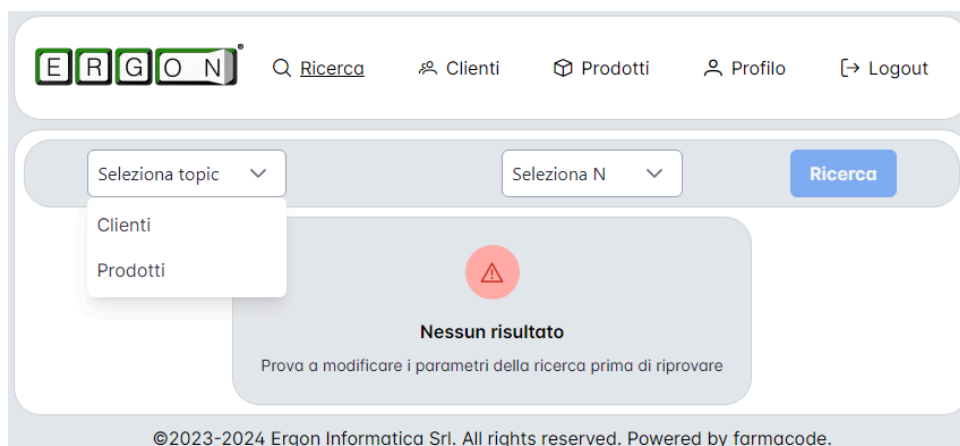 ERGON®
Ricerca
Clienti
Prodotti
Profilo
Logout
Seleziona topic
Seleziona N
Ricerca
Clienti
Prodotti
Nessun risultato
Prova a modificare i parametri della ricerca prima di riprovare
©2023-2024 Ergon Informatica Srl. All rights reserved. Powered by farmacode.